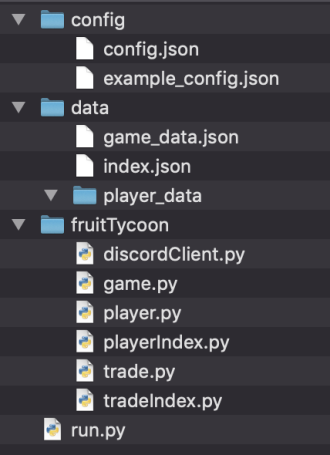 config
config.json
example_config.json
data
game_data.json
index.json
player_data
fruitTycoon
discordClient.py
game.py
player.py
playerIndex.py
trade.py
tradeIndex.py
run.py